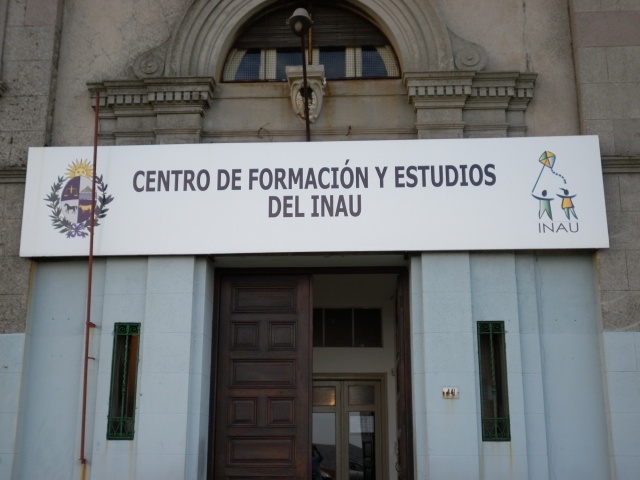 CENTRO DE FORMACIÓN Y ESTUDIOS
DEL INAU
INAU